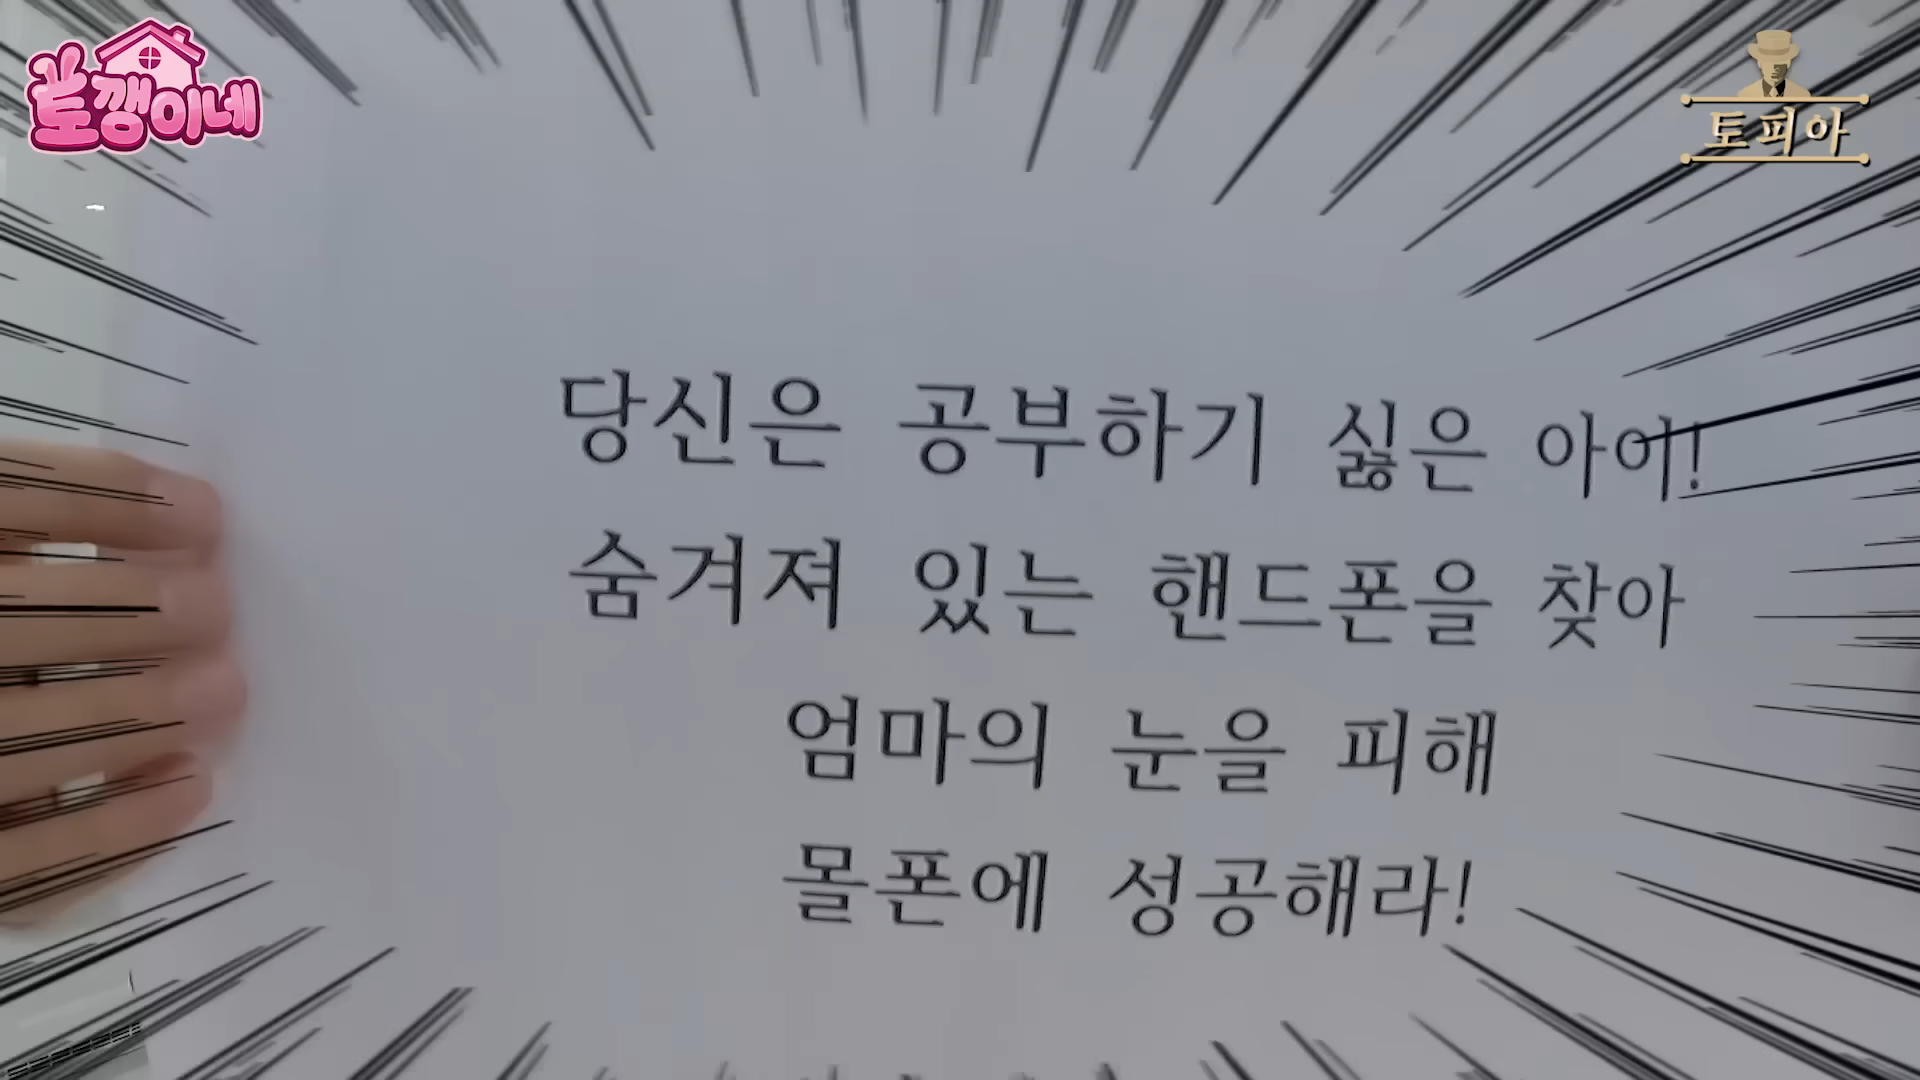 토깽이네
토피아
당신은 공부하기 싫은 아이!
숨겨져 있는 핸드폰을 찾아
엄마의 눈을 피해
몰폰에 성공해라!